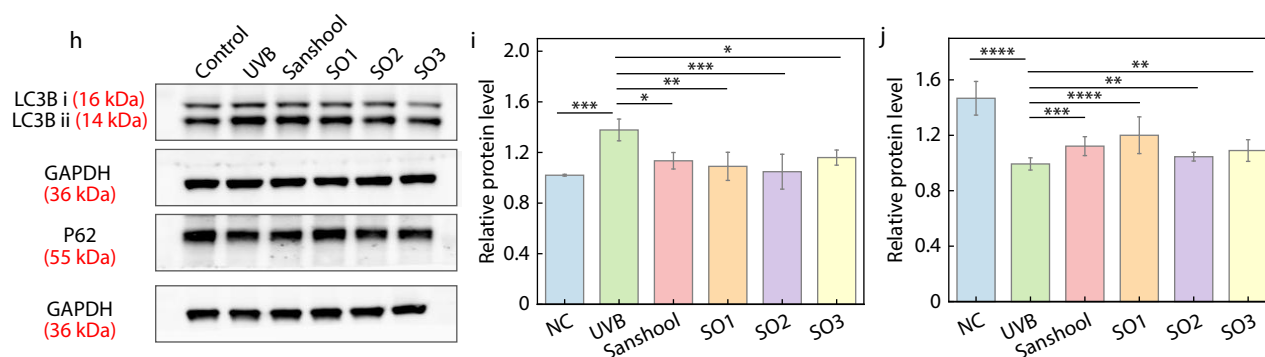 h
Control
UVB
Sanshool
SO1
SO2
SO3
LC3B i (16 kDa)
LC3B ii (14 kDa)
GAPDH
(36 kDa)
P62
(55 kDa)
GAPDH
(36 kDa)
i
Relative protein level
2.0
1.6
1.2
0.8
0.4
0
***
*
**
***
*
NC
UVB
Sanshool
SO1
SO2
SO3
j
Relative protein level
1.6
1.2
0.8
0.4
0
****
***
****
**
**
NC
UVB
Sanshool
SO1
SO2
SO3